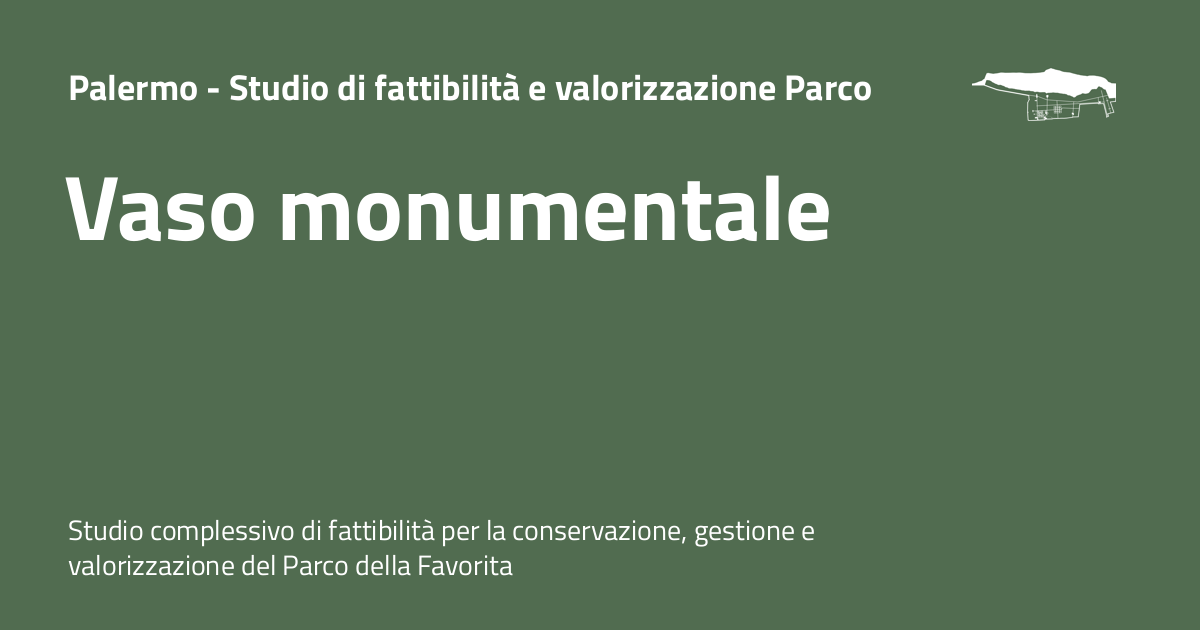 Palermo - Studio di fattibilità e valorizzazione Parco
Vaso monumentale
Studio complessivo di fattibilità per la conservazione, gestione e
valorizzazione del Parco della Favorita